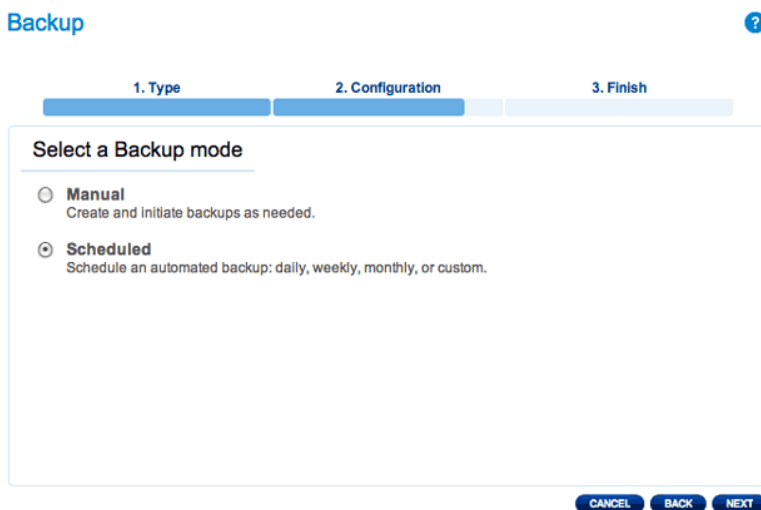 Backup
?
1. Type
2. Configuration
3. Finish
Select a Backup mode
Manual
Create and initiate backups as needed.
Scheduled
Schedule an automated backup: daily, weekly, monthly, or custom.
CANCEL
BACK
NEXT